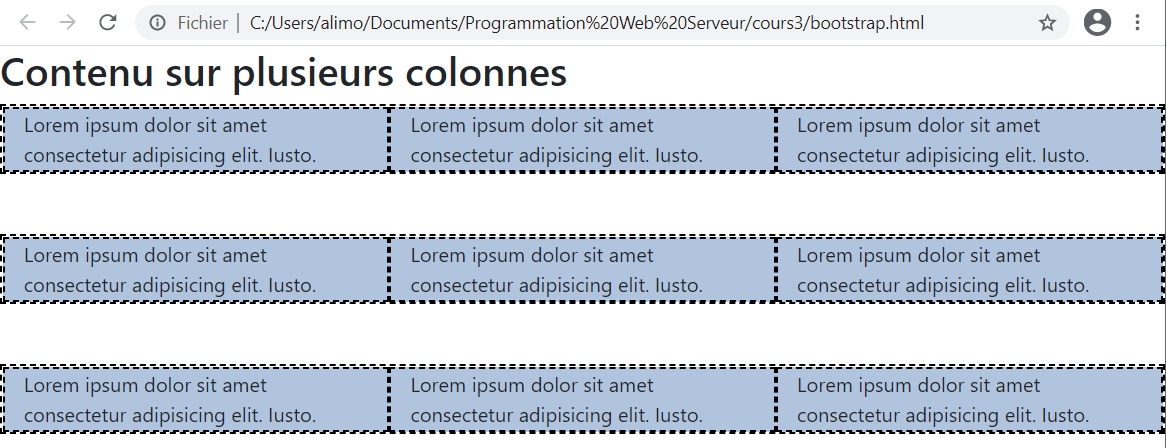 Fichier | C:/Users/alimo/Documents/Programmation%20Web%20Serveur/cours3/bootstrap.html
Contenu sur plusieurs colonnes
Lorem ipsum dolor sit amet
consectetur adipisicing elit. Iusto.
Lorem ipsum dolor sit amet
consectetur adipisicing elit. Iusto.
Lorem ipsum dolor sit amet
consectetur adipisicing elit. Iusto.
Lorem ipsum dolor sit amet
consectetur adipisicing elit. Iusto.
Lorem ipsum dolor sit amet
consectetur adipisicing elit. Iusto.
Lorem ipsum dolor sit amet
consectetur adipisicing elit. Iusto.
Lorem ipsum dolor sit amet
consectetur adipisicing elit. Iusto.
Lorem ipsum dolor sit amet
consectetur adipisicing elit. Iusto.
Lorem ipsum dolor sit amet
consectetur adipisicing elit. Iusto.